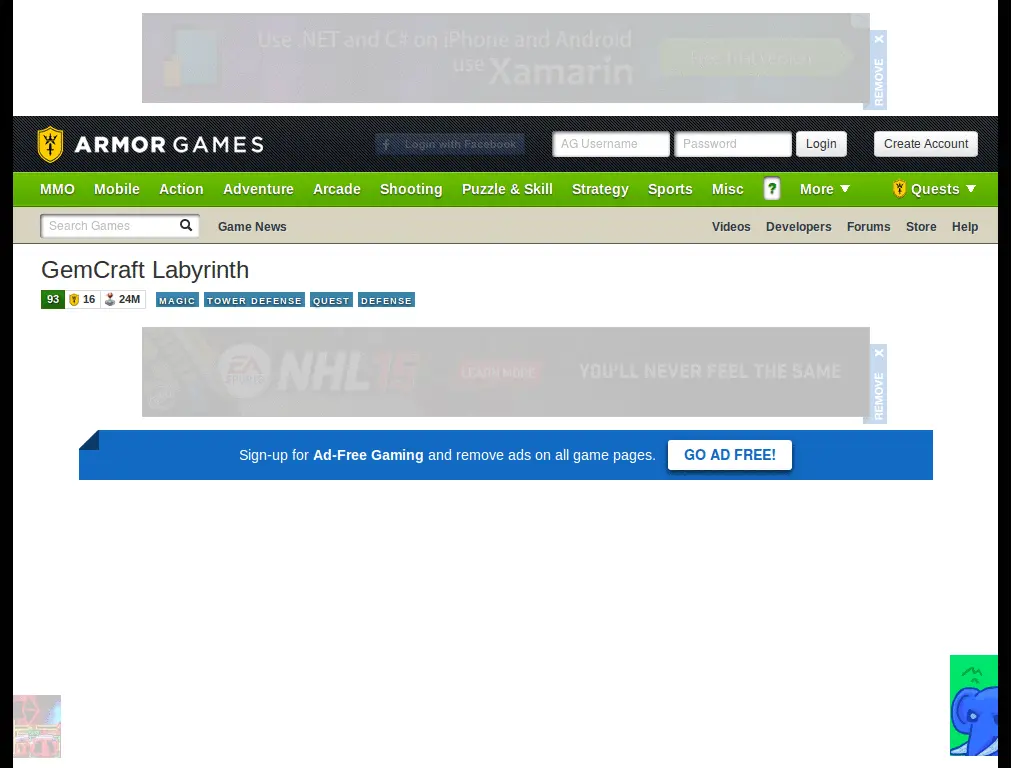 Use .NET and C# on iPhone and Android
use Xamarin
Free trial version
REMOVE
ARMOR GAMES
Login with Facebook
AG Username
Password
Login
Create Account
MMO Mobile Action Adventure Arcade Shooting Puzzle & Skill Strategy Sports Misc ? More Quests
Search Games
Game News
Videos Developers Forums Store Help
GemCraft Labyrinth
93 16 24M MAGIC TOWER DEFENSE QUEST DEFENSE
EA SPORTS NHL 15 LEARN MORE YOU'LL NEVER FEEL THE SAME
REMOVE
Sign-up for Ad-Free Gaming and remove ads on all game pages. GO AD FREE!